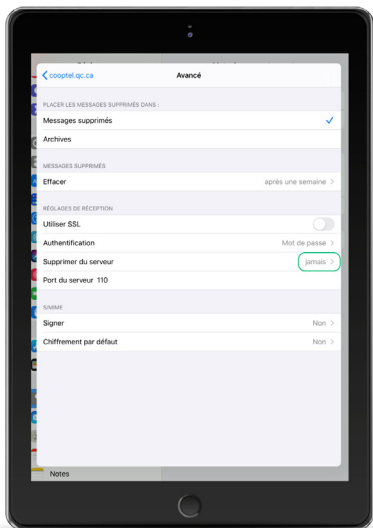 cooptel.qc.ca
Avancé
PLACER LES MESSAGES SUPPRIMÉS DANS :
Messages supprimés
Archives
MESSAGES SUPPRIMÉS
Effacer après une semaine
RÉGLAGES DE RÉCEPTION
Utiliser SSL
Authentification Mot de passe
Supprimer du serveur jamais
Port du serveur 110
S/MIME
Signer Non
Chiffrement par défaut Non
Notes